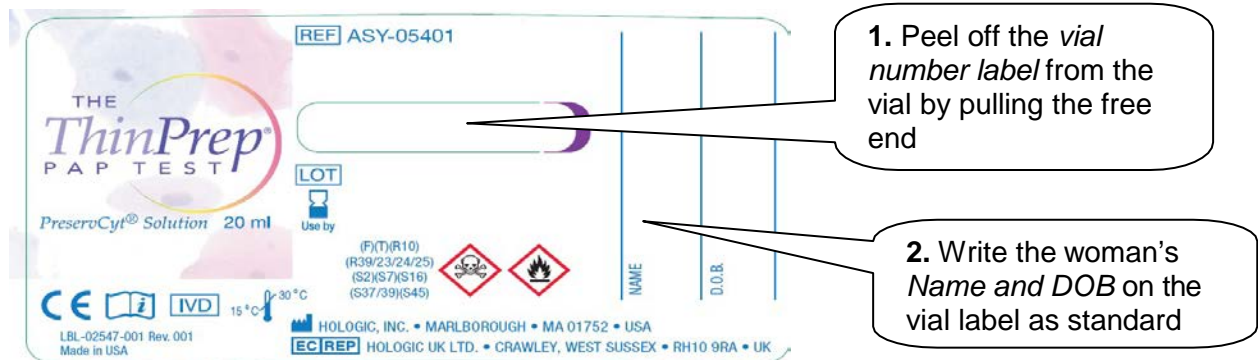 THE
ThinPrep®
PAP TEST
PreservCyt® Solution 20 ml
LBL-02547-001 Rev. 001
Made in USA
IVD
15°C
30°C
REF ASY-05401
LOT
Use by
(F)(T)(R10)
(R39/23/24/25)
(S2)(S7)(S16)
(S37/39)(S45)
HOLOGIC, INC. • MARLBOROUGH • MA 01752 • USA
EC REP HOLOGIC UK LTD. • CRAWLEY, WEST SUSSEX • RH10 9RA • UK
NAME
D.O.B.
1. Peel off the vial
number label from the
vial by pulling the free
end
2. Write the woman's
Name and DOB on the
vial label as standard